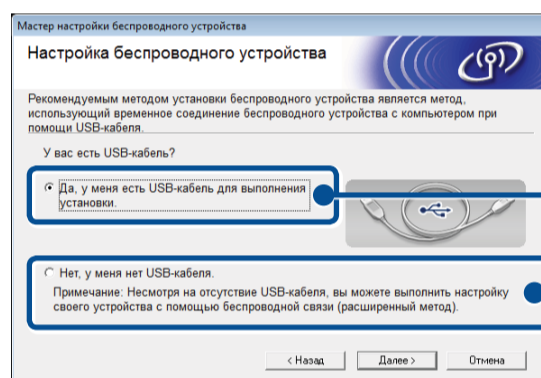 Мастер настройки беспроводного устройства
Настройка беспроводного устройства
Рекомендуемым методом установки беспроводного устройства является метод,
использующий временное соединение беспроводного устройства с компьютером при
помощи USB-кабеля.
У вас есть USB-кабель?
Да, у меня есть USB-кабель для выполнения
установки.
Нет, у меня нет USB-кабеля.
Примечание: Несмотря на отсутствие USB-кабеля, вы можете выполнить настройку
своего устройства с помощью беспроводной связи (расширенный метод).
< Назад
Далее >
Отмена